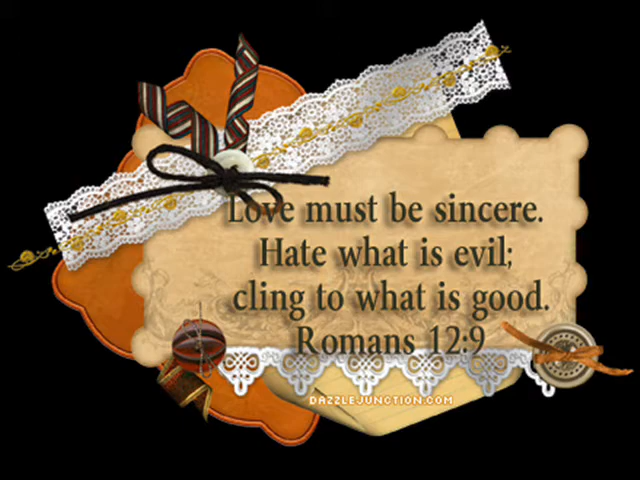 Love must be sincere.
Hate what is evil;
cling to what is good.
Romans 12:9
DAZZLEJUNCTION.COM